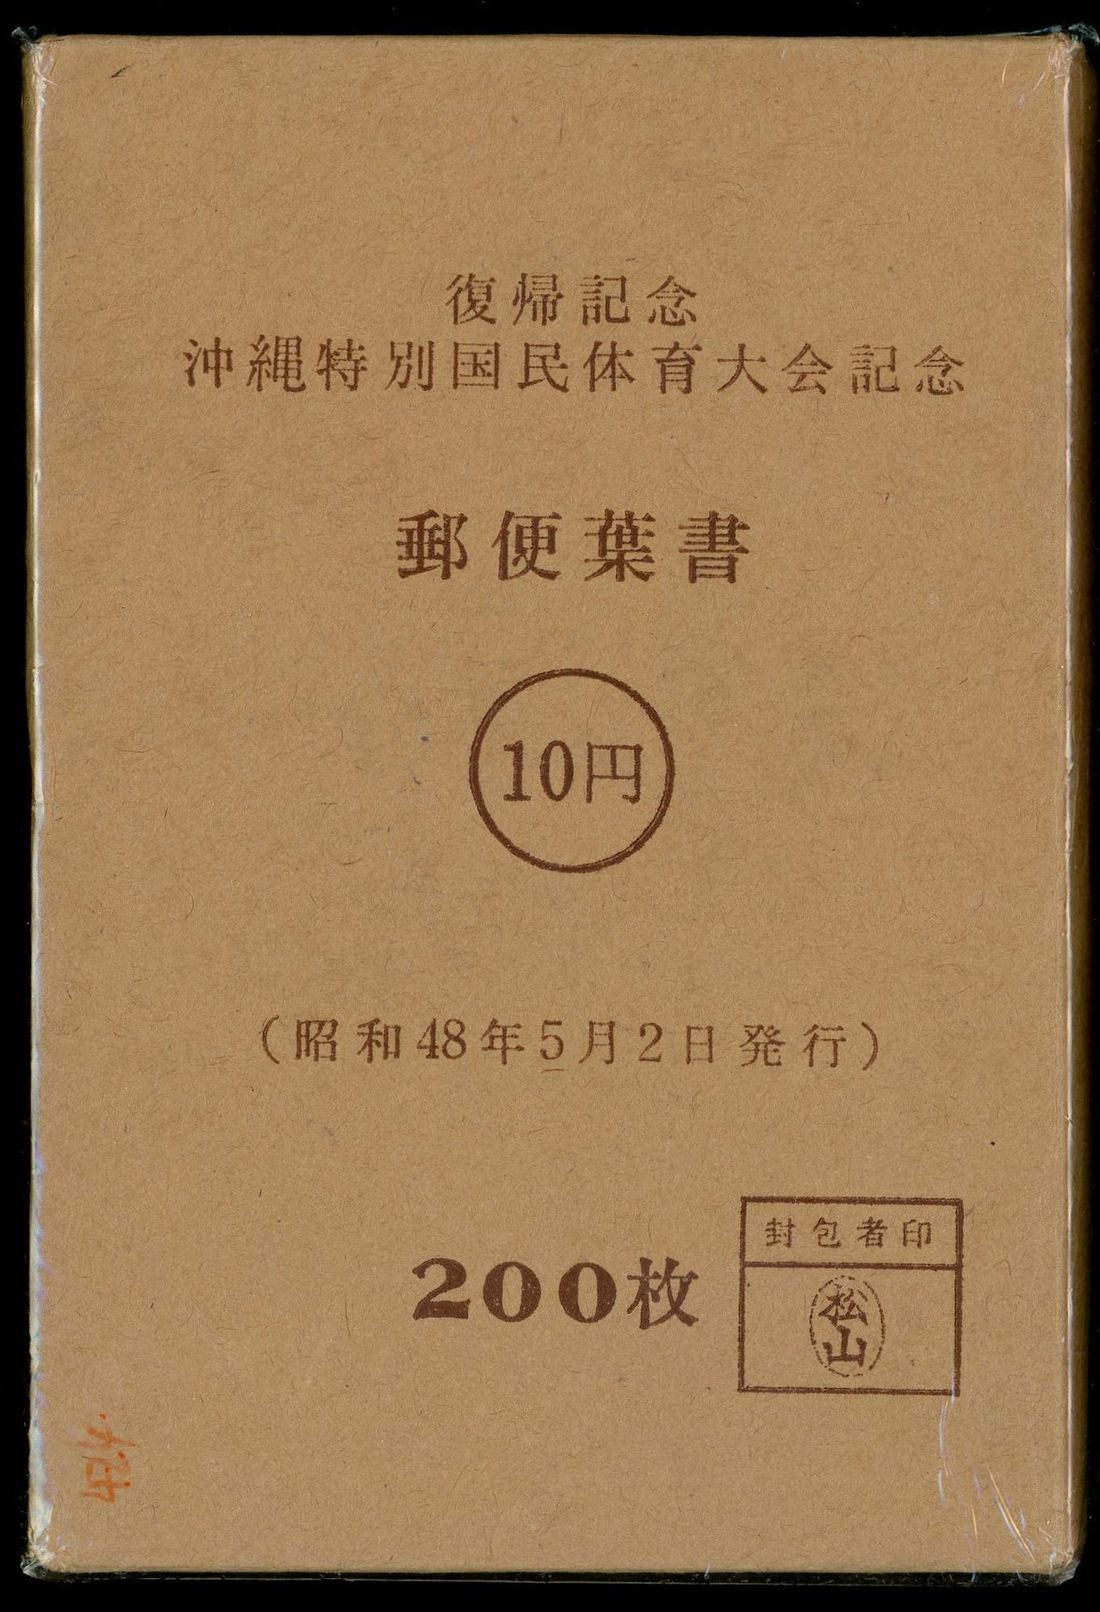 復帰記念
沖縄特別国民体育大会記念
郵便葉書
10円
(昭和48年5月2日発行)
200枚
封包者印
松山